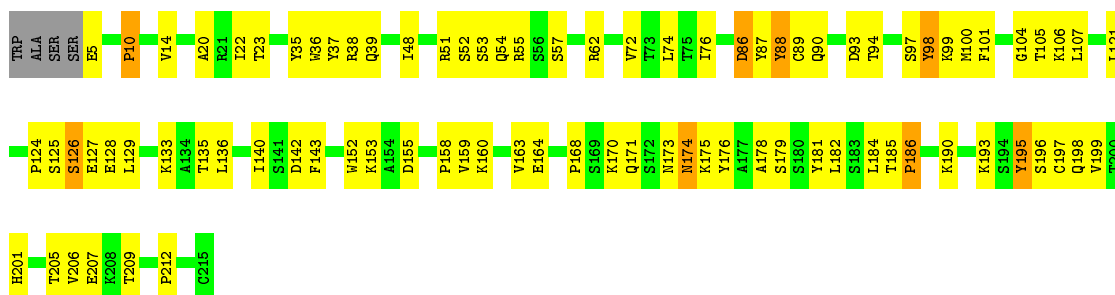 TRP ALA SER SER E5 P10 V14 A20 R21 I22 T23 Y35 W36 Y37 R38 Q39 I48 R51 S52 S53 Q54 R55 S56 S57 R62 V72 T73 L74 T75 I76 D86 Y87 Y88 C89 Q90 D93 T94 S97 Y98 K99 M100 F101 G104 T105 K106 L107 L121
P124 S125 S126 E127 E128 L129 K133 A134 T135 L136 I140 S141 D142 F143 W152 K153 A154 D155 P158 V159 K160 V163 E164 P168 S169 K170 Q171 S172 N173 N174 K175 Y176 A177 A178 S179 S180 Y181 L182 S183 L184 T185 P186 K190 K193 S194 Y195 S196 C197 Q198 V199 T200
H201 T205 V206 E207 K208 T209 P212 C215